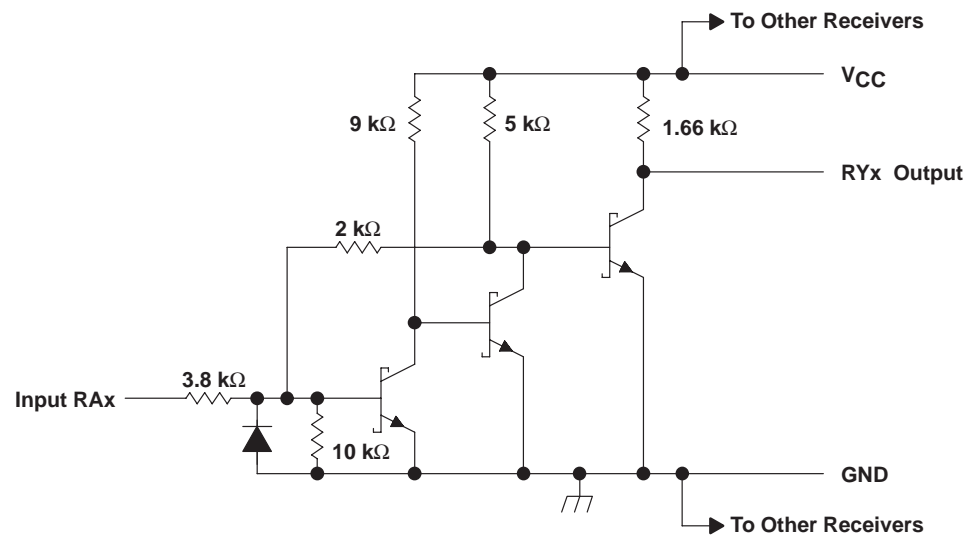 To Other Receivers
VCC
9 kΩ
5 kΩ
1.66 kΩ
RYx Output
2 kΩ
3.8 kΩ
Input RAx
10 kΩ
GND
To Other Receivers